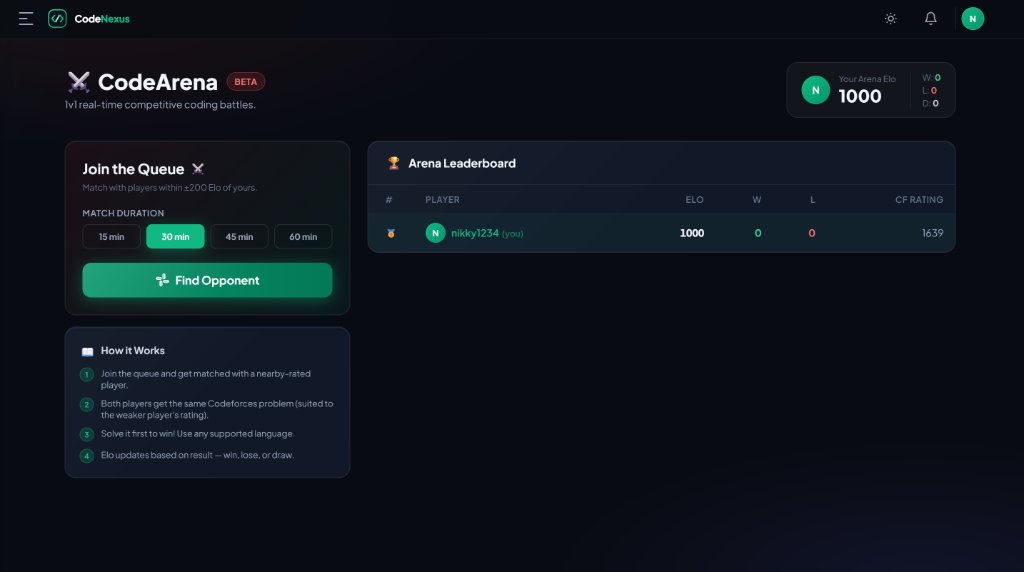 CodeNexus
N
CodeArena BETA
1v1 real-time competitive coding battles.
N
Your Arena Elo
1000
W: 0
L: 0
D: 0
Join the Queue
Match with players within ±200 Elo of yours.
MATCH DURATION
15 min 30 min 45 min 60 min
Find Opponent
How it Works
1 Join the queue and get matched with a nearby-rated
player.
2 Both players get the same Codeforces problem (suited to
the weaker player's rating).
3 Solve it first to win! Use any supported language.
4 Elo updates based on result — win, lose, or draw.
Arena Leaderboard
# PLAYER ELO W L CF RATING
N nikky1234 (you) 1000 0 0 1639